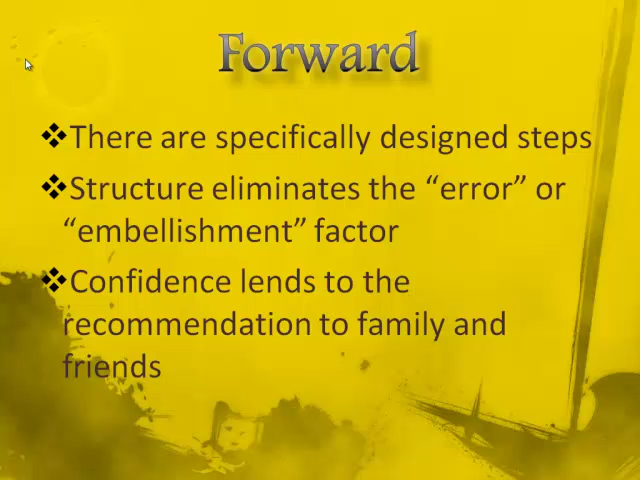 Forward
❖There are specifically designed steps
❖Structure eliminates the “error” or
“embellishment” factor
❖Confidence lends to the
recommendation to family and
friends